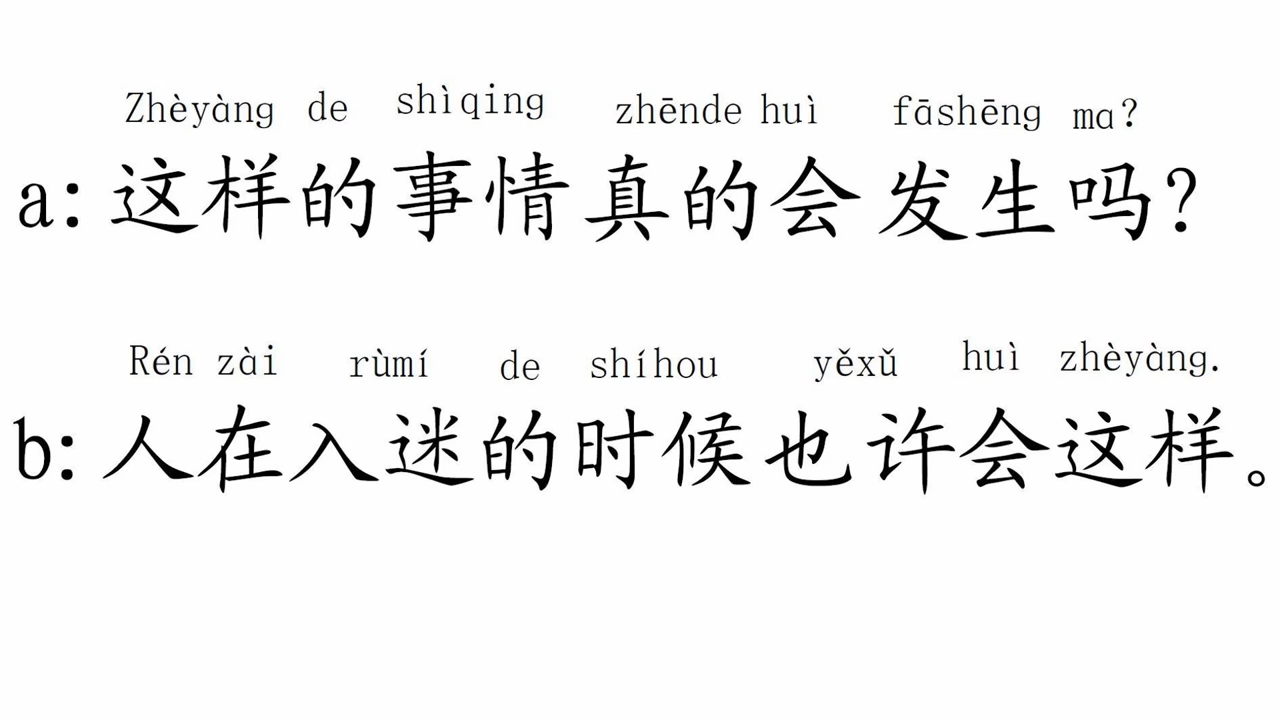 Zhèyàng de shìqing zhēnde huì fāshēng ma?
a: 这样的事情真的会发生吗?
Rén zài rùmí de shíhou yěxǔ huì zhèyàng.
b: 人在入迷的时候也许会这样。